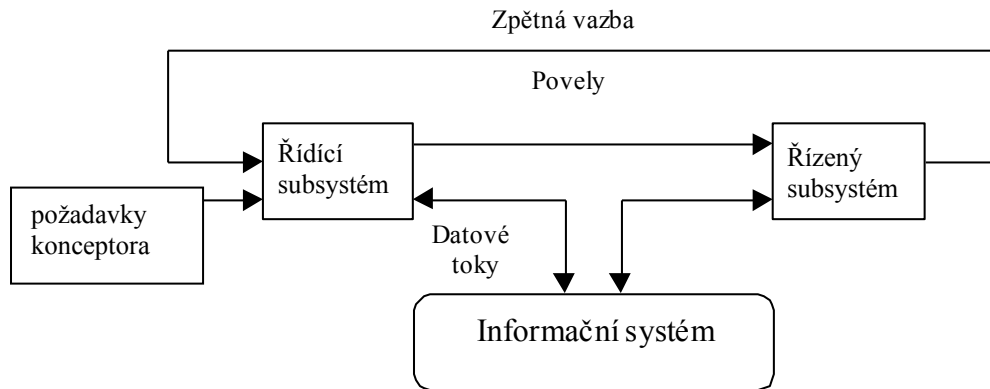 Zpětná vazba
Povely
Řídící
subsystém
Řízený
subsystém
požadavky
konceptora
Datové
toky
Informační systém